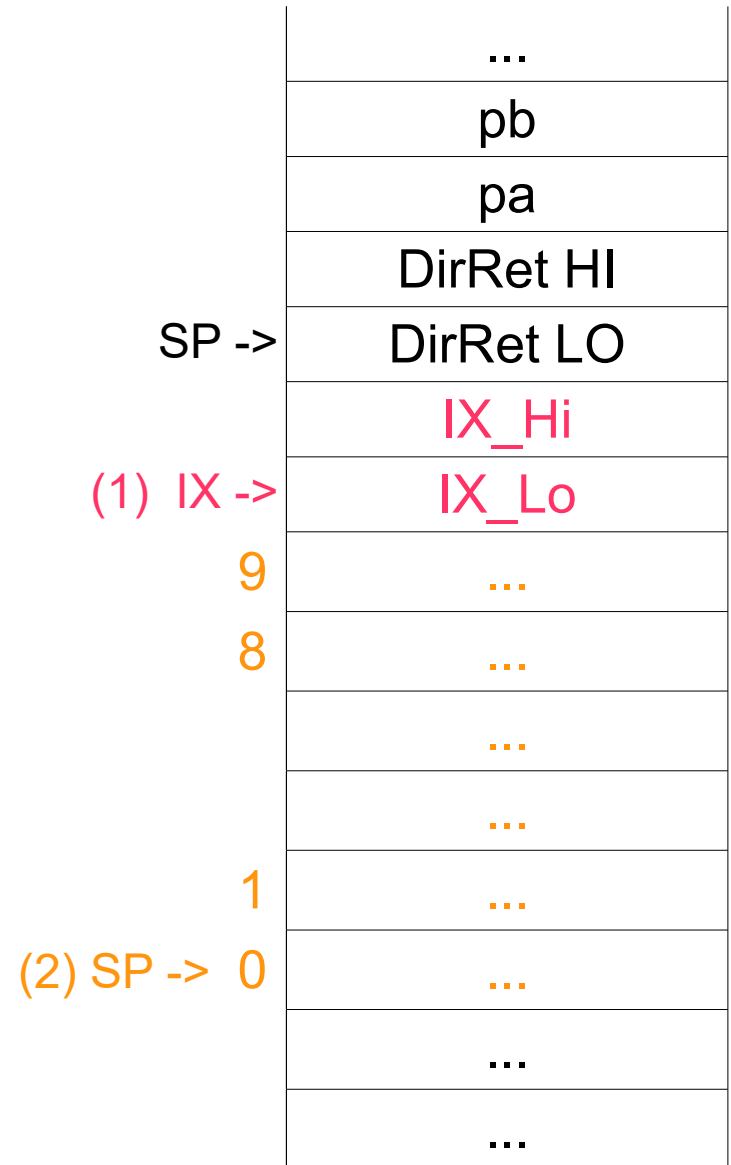 ...
pb
pa
DirRet HI
SP -> DirRet LO
IX_Hi
(1) IX -> IX_Lo
9 ...
8 ...
...
...
1 ...
(2) SP -> 0 ...
...
...